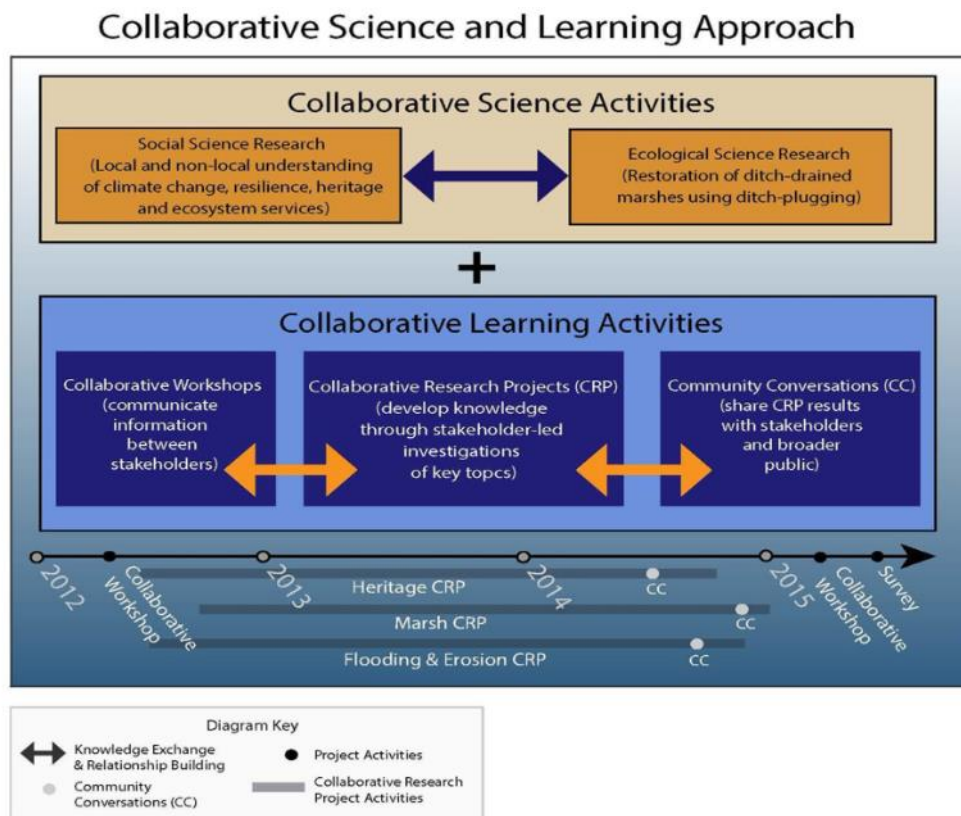 Collaborative Science and Learning Approach
Collaborative Science Activities
Social Science Research
(Local and non-local understanding
of climate change, resilience, heritage
and ecosystem services)
Ecological Science Research
(Restoration of ditch-drained
marshes using ditch-plugging)
+
Collaborative Learning Activities
Collaborative Workshops
(communicate
information
between
stakeholders)
Collaborative Research Projects (CRP)
(develop knowledge
through stakeholder-led
investigations
of key topcs)
Community Conversations (CC)
(share CRP results
with stakeholders
and broader
public)
2012
Collaborative
Workshop
2013
2014
2015
Collaborative
Workshop
Survey
Heritage CRP
CC
Marsh CRP
CC
Flooding & Erosion CRP
CC
Diagram Key
Knowledge Exchange
& Relationship Building
Project Activities
Community
Conversations (CC)
Collaborative Research
Project Activities